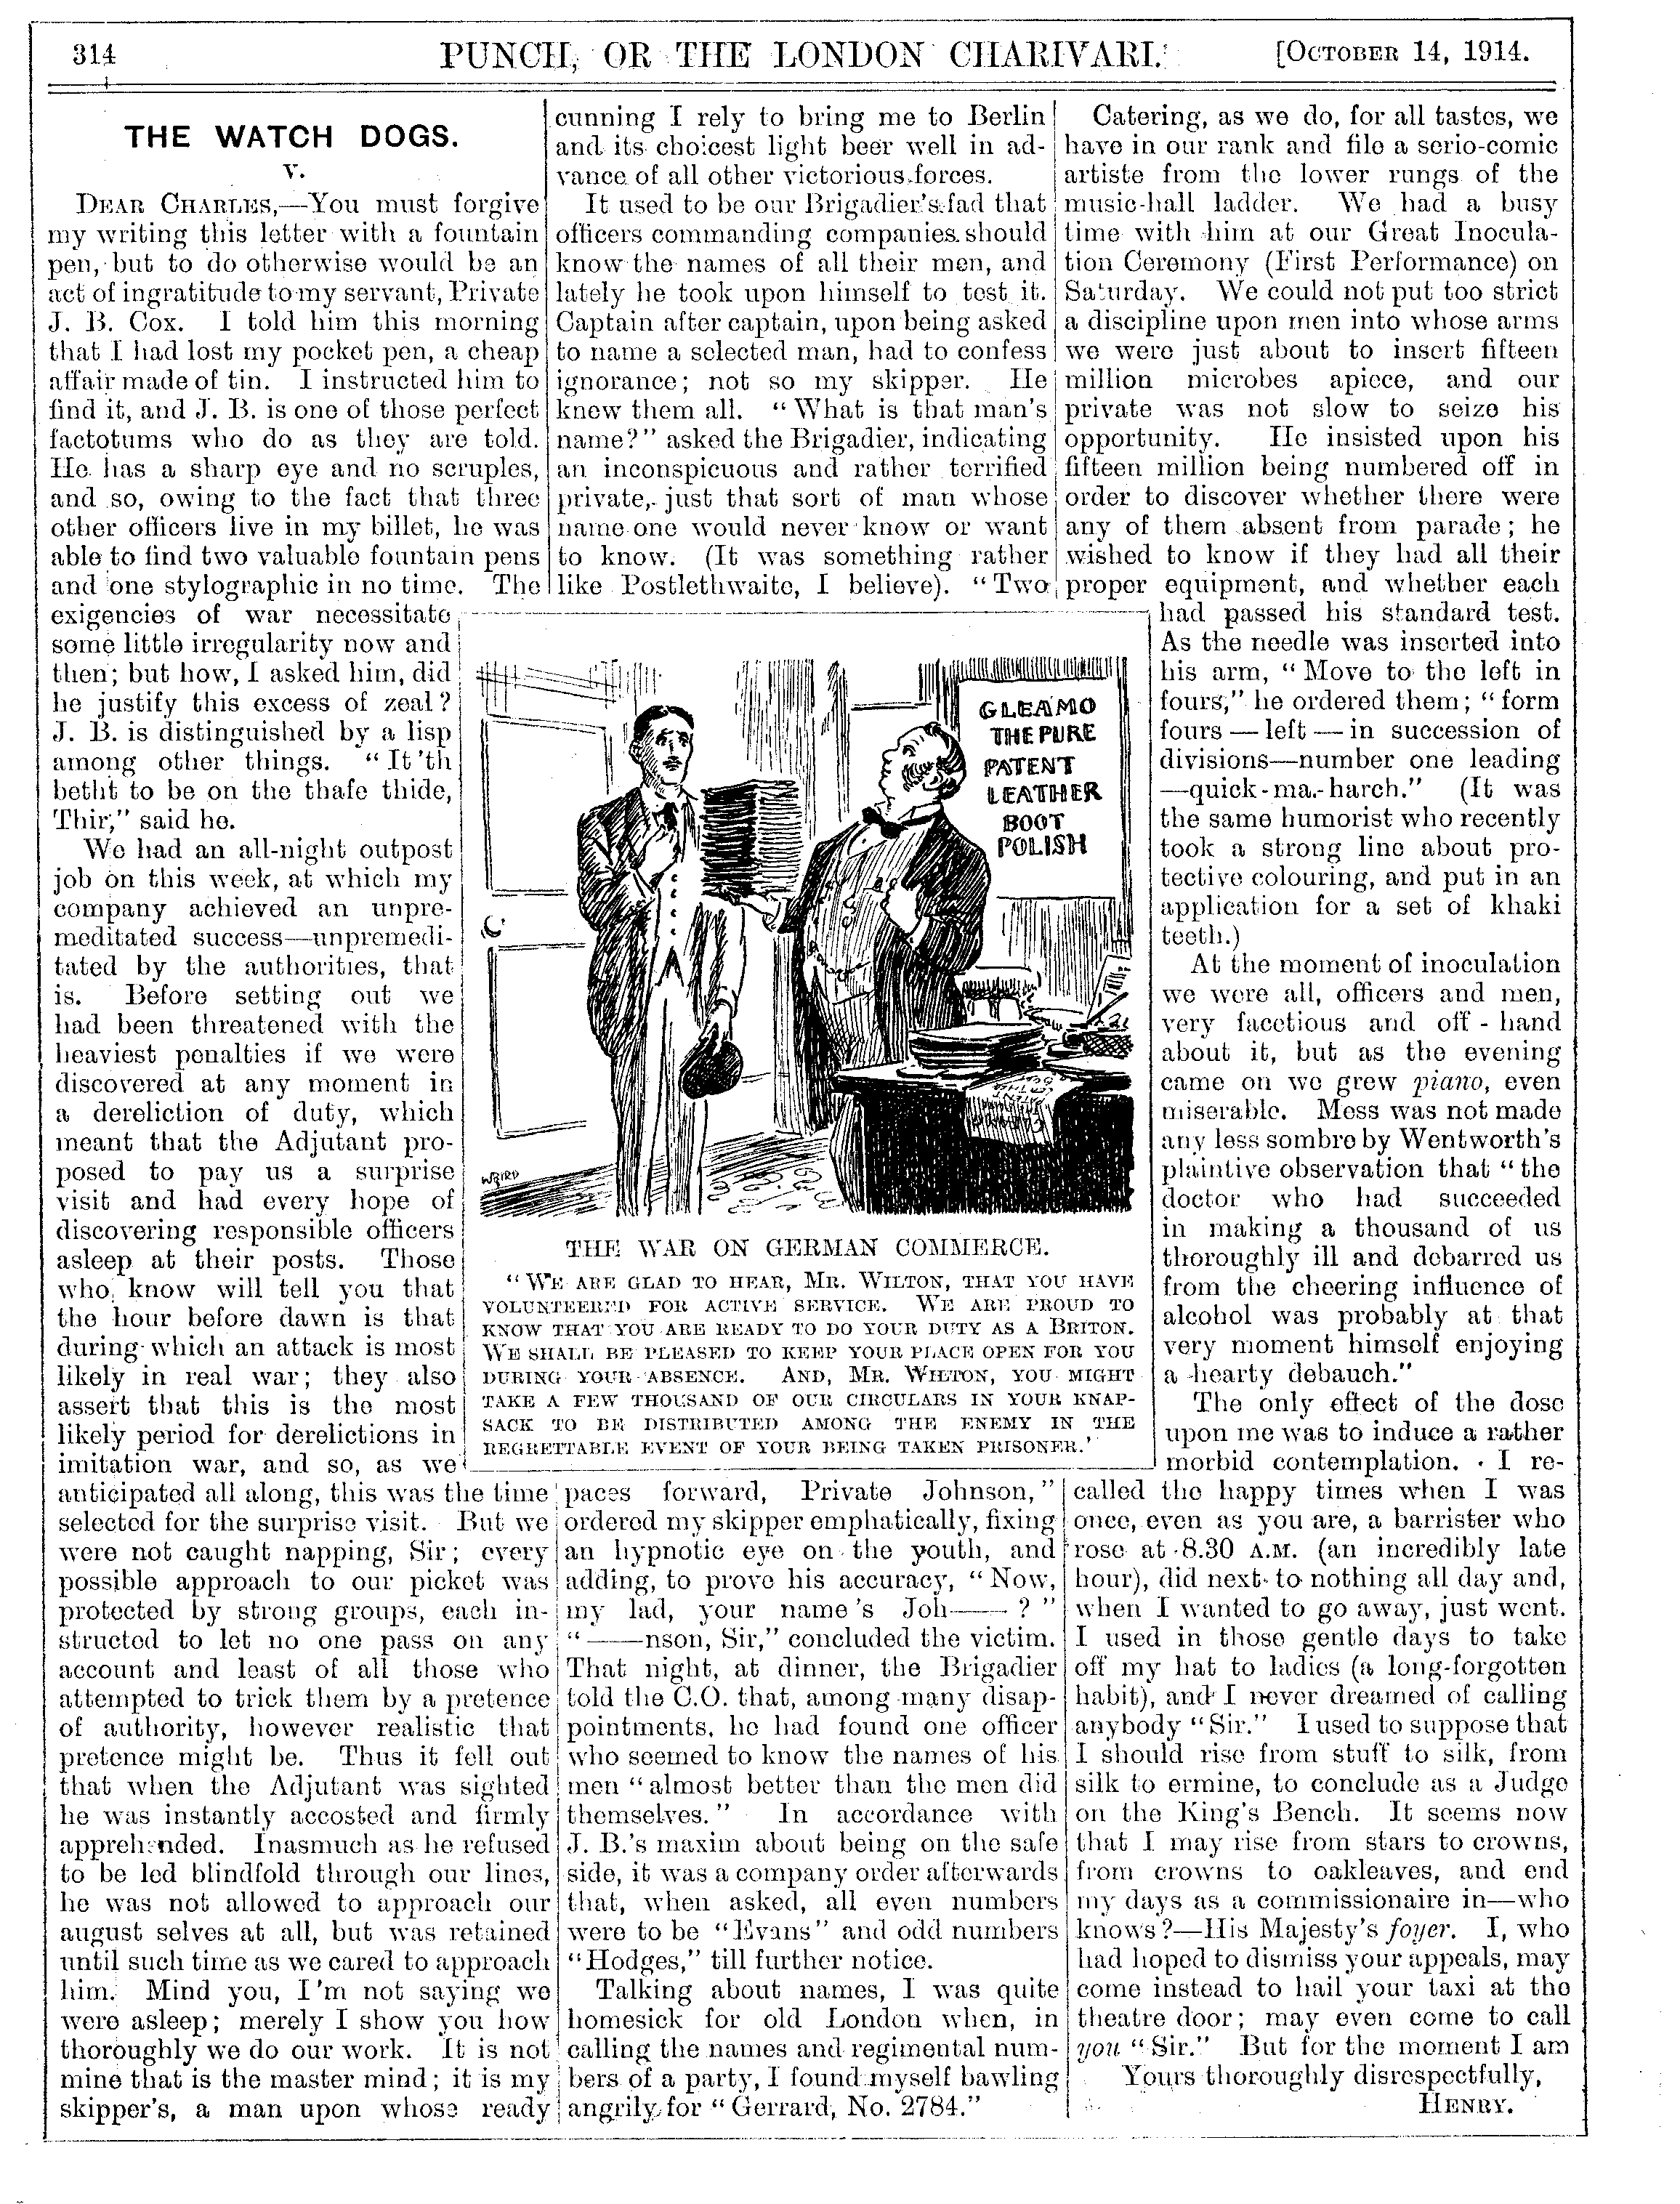 314
PUNCH, OR THE LONDON CHARIVARI.
[OCTOBER 14, 1914.
THE WATCH DOGS.
V.
DEAR CHARLES,—You must forgive
my writing this letter with a fountain
pen, but to do otherwise would be an
act of ingratitude to my servant, Private
J. B. Cox. I told him this morning
that I had lost my pocket pen, a cheap
affair made of tin. I instructed him to
find it, and J. B. is one of those perfect
factotums who do as they are told.
He has a sharp eye and no scruples,
and so, owing to the fact that three
other officers live in my billet, he was
able to find two valuable fountain pens
and one stylographic in no time. The
exigencies of war necessitate
some little irregularity now and
then; but how, I asked him, did
he justify this excess of zeal?
J. B. is distinguished by a lisp
among other things. "It 'th
betht to be on the thafe thide,
Thir," said he.
We had an all-night outpost
job on this week, at which my
company achieved an unpre-
meditated success—unpremedi-
tated by the authorities, that
is. Before setting out we
had been threatened with the
heaviest penalties if we were
discovered at any moment in
a dereliction of duty, which
meant that the Adjutant pro-
posed to pay us a surprise
visit and had every hope of
discovering responsible officers
asleep at their posts. Those
who know will tell you that
the hour before dawn is that
during which an attack is most
likely in real war; they also
assert that this is the most
likely period for derelictions in
imitation war, and so, as we
anticipated all along, this was the time
selected for the surprise visit. But we
were not caught napping, Sir; every
possible approach to our picket was
protected by strong groups, each in-
structed to let no one pass on any
account and least of all those who
attempted to trick them by a pretence
of authority, however realistic that
pretence might be. Thus it fell out
that when the Adjutant was sighted
he was instantly accosted and firmly
apprehended. Inasmuch as he refused
to be led blindfold through our lines,
he was not allowed to approach our
august selves at all, but was retained
until such time as we cared to approach
him. Mind you, I'm not saying we
were asleep; merely I show you how
thoroughly we do our work. It is not
mine that is the master mind; it is my
skipper's, a man upon whose ready
cunning I rely to bring me to Berlin
and its choicest light beer well in ad-
vance of all other victorious forces.
It used to be our Brigadier's fad that
officers commanding companies should
know the names of all their men, and
lately he took upon himself to test it.
Captain after captain, upon being asked
to name a selected man, had to confess
ignorance; not so my skipper. He
knew them all. "What is that man's
name?" asked the Brigadier, indicating
an inconspicuous and rather terrified
private, just that sort of man whose
name one would never know or want
to know. (It was something rather
like Postlethwaite, I believe). "Two
GLEAMO
THE PURE
PATENT
LEATHER
BOOT
POLISH
W BIRD
THE WAR ON GERMAN COMMERCE.
"WE ARE GLAD TO HEAR, MR. WILTON, THAT YOU HAVE
VOLUNTEERED FOR ACTIVE SERVICE. WE ARE PROUD TO
KNOW THAT YOU ARE READY TO DO YOUR DUTY AS A BRITON.
WE SHALL BE PLEASED TO KEEP YOUR PLACE OPEN FOR YOU
DURING YOUR ABSENCE. AND, MR. WILTON, YOU MIGHT
TAKE A FEW THOUSAND OF OUR CIRCULARS IN YOUR KNAP-
SACK TO BE DISTRIBUTED AMONG THE ENEMY IN THE
REGRETTABLE EVENT OF YOUR BEING TAKEN PRISONER.'
paces forward, Private Johnson,"
ordered my skipper emphatically, fixing
an hypnotic eye on the youth, and
adding, to prove his accuracy, "Now,
my lad, your name's Joh—— ?"
"——nson, Sir," concluded the victim.
That night, at dinner, the Brigadier
told the C.O. that, among many disap-
pointments, he had found one officer
who seemed to know the names of his
men "almost better than the men did
themselves." In accordance with
J. B.'s maxim about being on the safe
side, it was a company order afterwards
that, when asked, all even numbers
were to be "Evans" and odd numbers
"Hodges," till further notice.
Talking about names, I was quite
homesick for old London when, in
calling the names and regimental num-
bers of a party, I found myself bawling
angrily for "Gerrard, No. 2784."
Catering, as we do, for all tastes, we
have in our rank and file a serio-comic
artiste from the lower rungs of the
music-hall ladder. We had a busy
time with him at our Great Inocula-
tion Ceremony (First Performance) on
Saturday. We could not put too strict
a discipline upon men into whose arms
we were just about to insert fifteen
million microbes apiece, and our
private was not slow to seize his
opportunity. He insisted upon his
fifteen million being numbered off in
order to discover whether there were
any of them absent from parade; he
wished to know if they had all their
proper equipment, and whether each
had passed his standard test.
As the needle was inserted into
his arm, "Move to the left in
fours," he ordered them; "form
fours — left — in succession of
divisions—number one leading
—quick-ma-harch." (It was
the same humorist who recently
took a strong line about pro-
tective colouring, and put in an
application for a set of khaki
teeth.)
At the moment of inoculation
we were all, officers and men,
very facetious and off-hand
about it, but as the evening
came on we grew piano, even
miserable. Mess was not made
any less sombre by Wentworth's
plaintive observation that "the
doctor who had succeeded
in making a thousand of us
thoroughly ill and debarred us
from the cheering influence of
alcohol was probably at that
very moment himself enjoying
a hearty debauch."
The only effect of the dose
upon me was to induce a rather
morbid contemplation. I re-
called the happy times when I was
once, even as you are, a barrister who
rose at 8.30 A.M. (an incredibly late
hour), did next to nothing all day and,
when I wanted to go away, just went.
I used in those gentle days to take
off my hat to ladies (a long-forgotten
habit), and I never dreamed of calling
anybody "Sir." I used to suppose that
I should rise from stuff to silk, from
silk to ermine, to conclude as a Judge
on the King's Bench. It seems now
that I may rise from stars to crowns,
from crowns to oakleaves, and end
my days as a commissionaire in—who
knows?—His Majesty's foyer. I, who
had hoped to dismiss your appeals, may
come instead to hail your taxi at the
theatre door; may even come to call
you "Sir." But for the moment I am
Yours thoroughly disrespectfully,
HENRY.